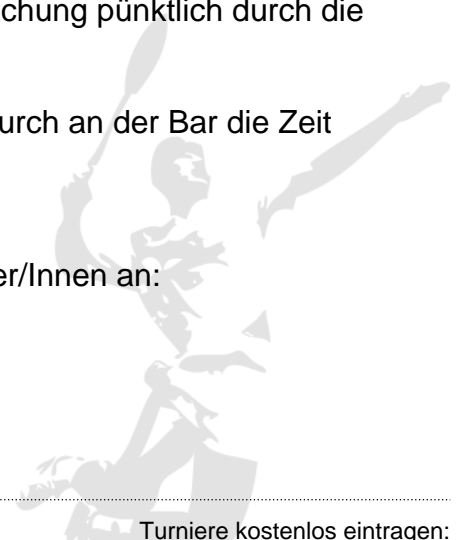 chung pünktlich durch die
urch an der Bar die Zeit
er/Innen an:
Turniere kostenlos eintragen: